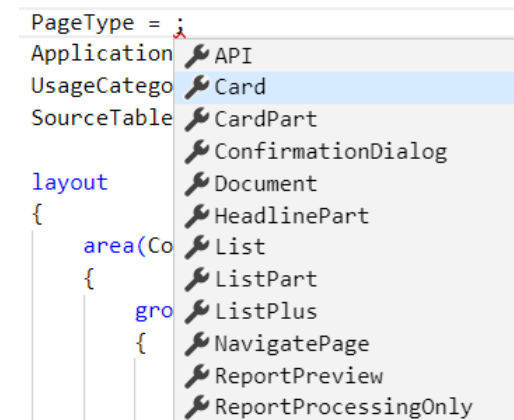 PageType = ;
Application
UsageCatego
SourceTable
layout
{
area(Co
{
gro
{
API
Card
CardPart
ConfirmationDialog
Document
HeadlinePart
List
ListPart
ListPlus
NavigatePage
ReportPreview
ReportProcessingOnly